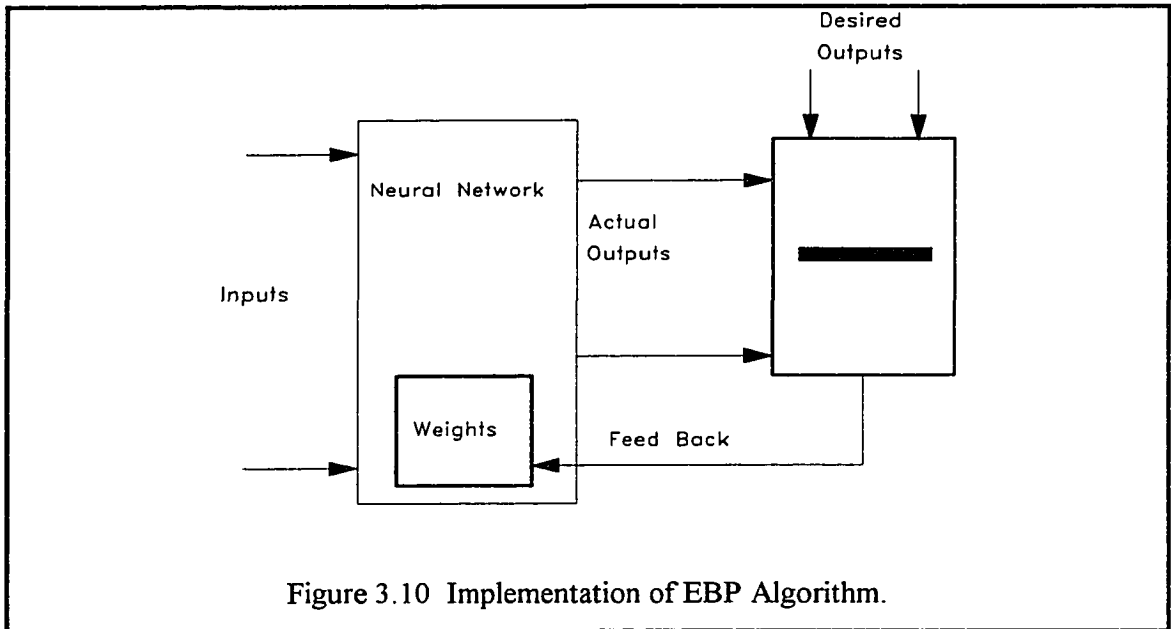 Desired
Outputs
Neural Network
Actual
Outputs
Inputs
Weights
Feed Back
Figure 3.10 Implementation of EBP Algorithm.